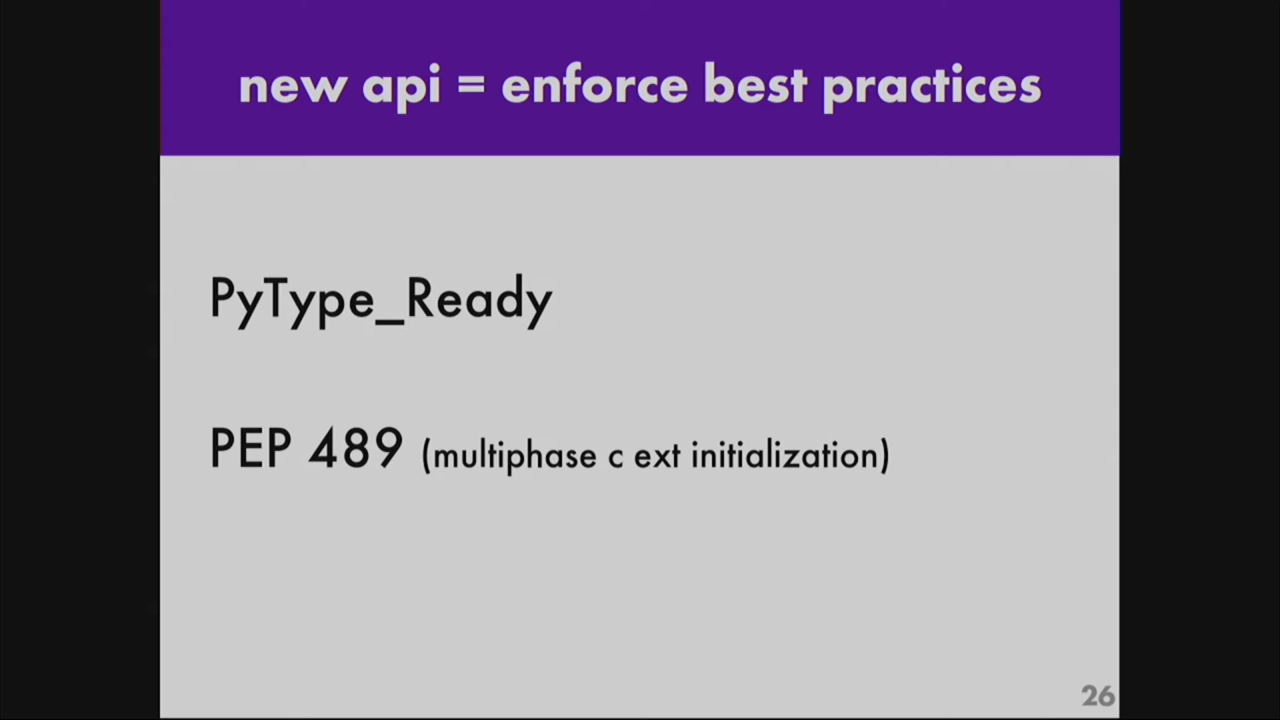 new api = enforce best practices
PyType_Ready
PEP 489 (multiphase c ext initialization)
26